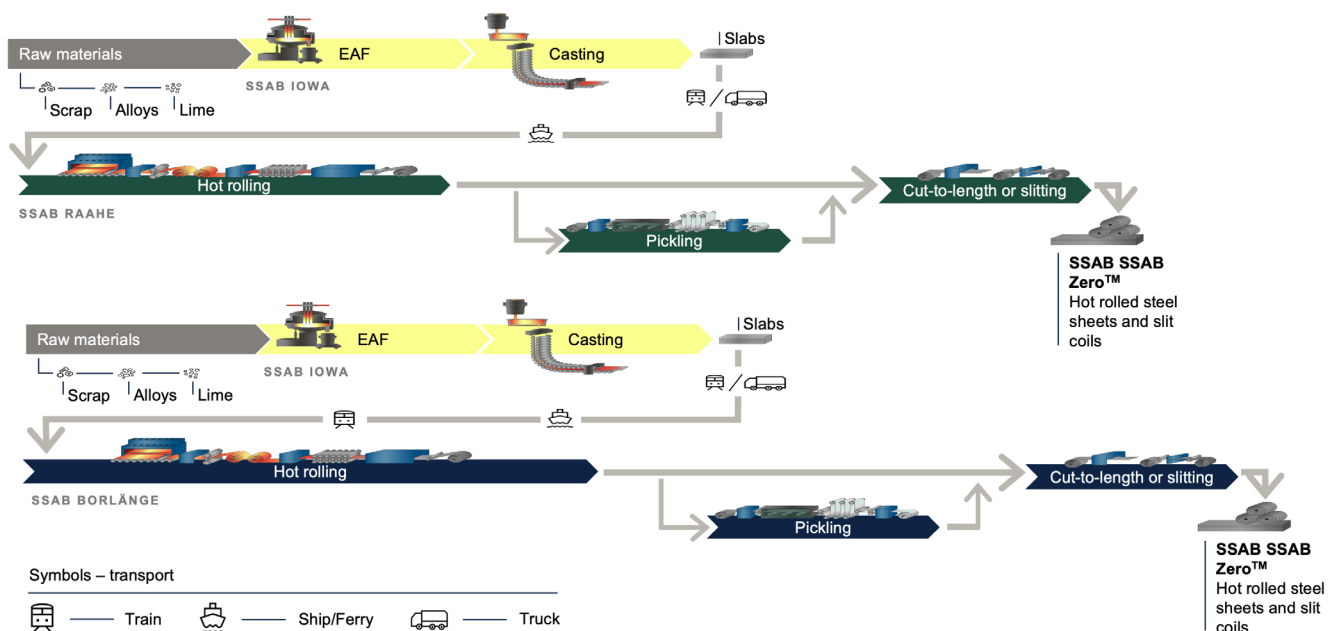 Raw materials
EAF
Casting
Slabs
SSAB IOWA
Scrap
Alloys
Lime
/
Hot rolling
Cut-to-length or slitting
SSAB RAAHE
Pickling
SSAB SSAB
Zero™
Hot rolled steel
sheets and slit
coils
Raw materials
EAF
Casting
Slabs
SSAB IOWA
Scrap
Alloys
Lime
/
Hot rolling
Cut-to-length or slitting
SSAB BORLÄNGE
Pickling
SSAB SSAB
Zero™
Hot rolled steel
sheets and slit
coils
Symbols – transport
Train
Ship/Ferry
Truck